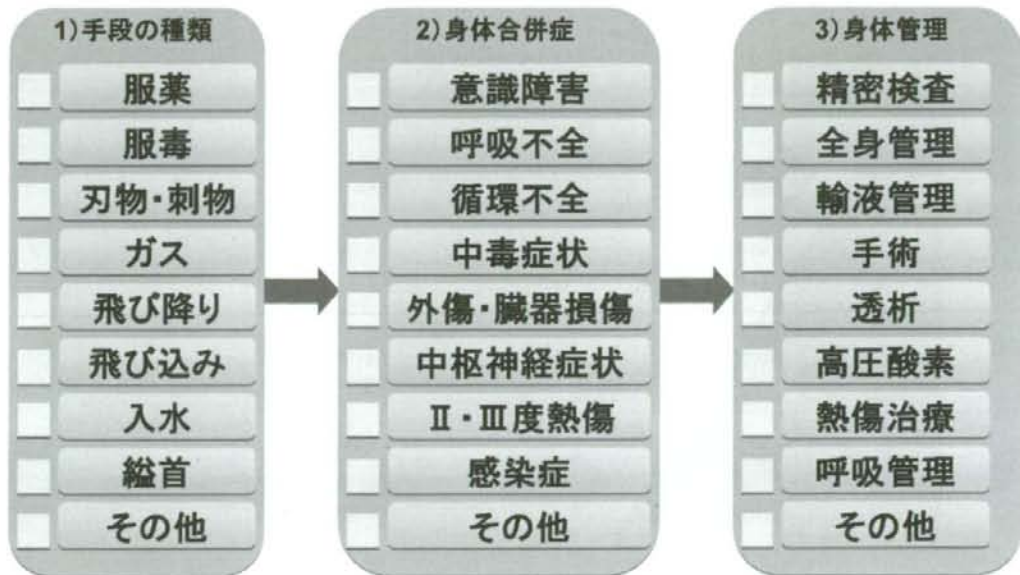 1)手段の種類
服薬
服毒
刃物・刺物
ガス
飛び降り
飛び込み
入水
縊首
その他
2)身体合併症
意識障害
呼吸不全
循環不全
中毒症状
外傷・臓器損傷
中枢神経症状
Ⅱ・Ⅲ度熱傷
感染症
その他
3)身体管理
精密検査
全身管理
輸液管理
手術
透析
高圧酸素
熱傷治療
呼吸管理
その他